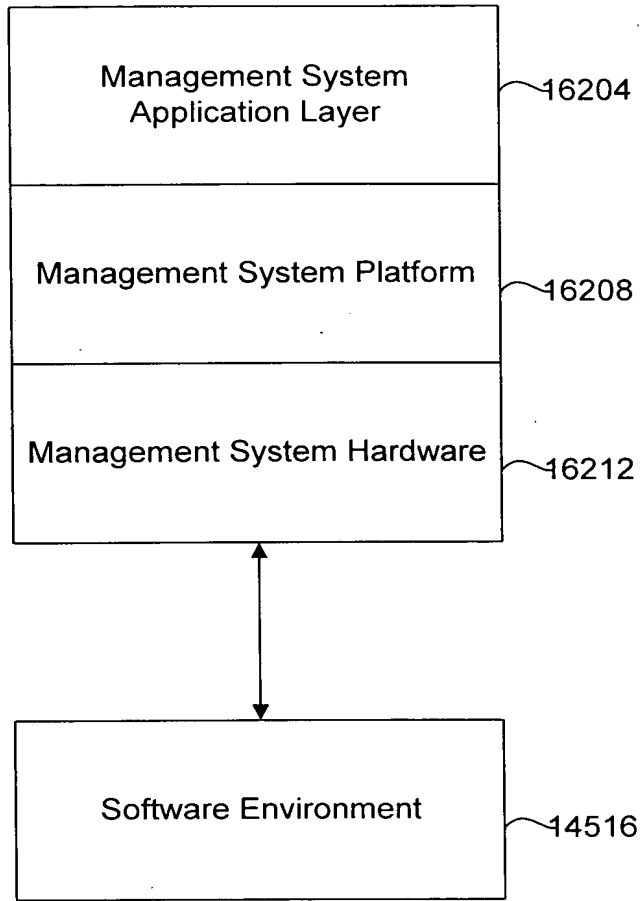 Management System
Application Layer
16204
Management System Platform
16208
Management System Hardware
16212
Software Environment
14516